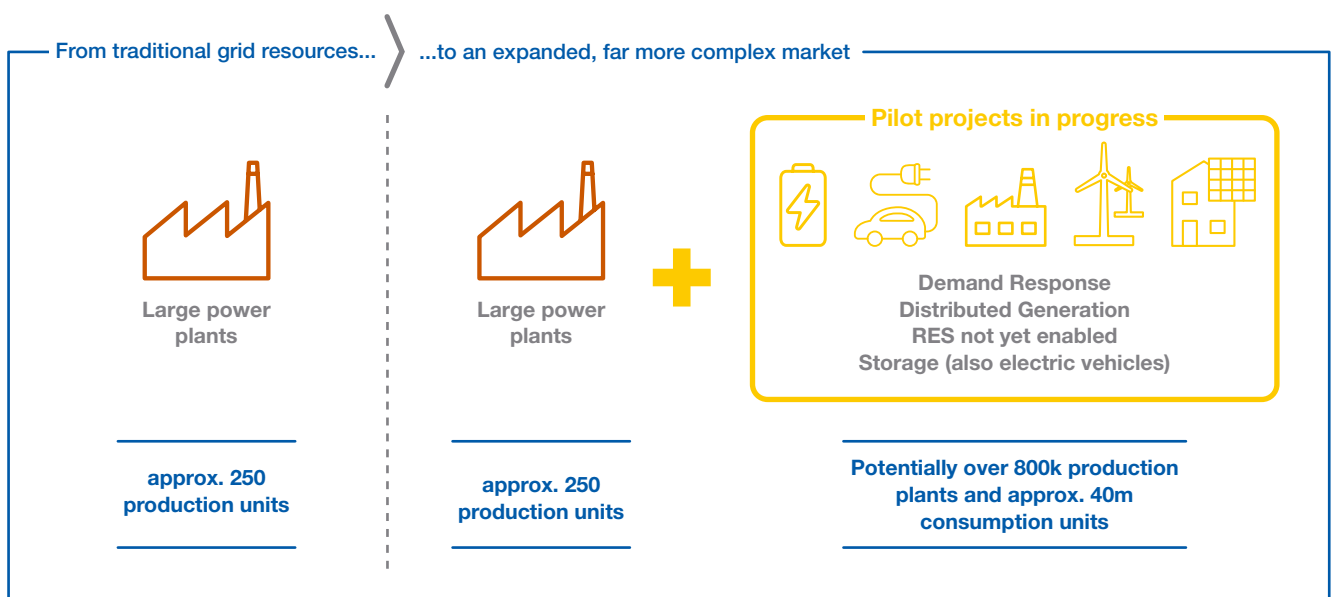 From traditional grid resources...
...to an expanded, far more complex market
Large power
plants
approx. 250
production units
Large power
plants
approx. 250
production units
Pilot projects in progress
Demand Response
Distributed Generation
RES not yet enabled
Storage (also electric vehicles)
Potentially over 800k production
plants and approx. 40m
consumption units